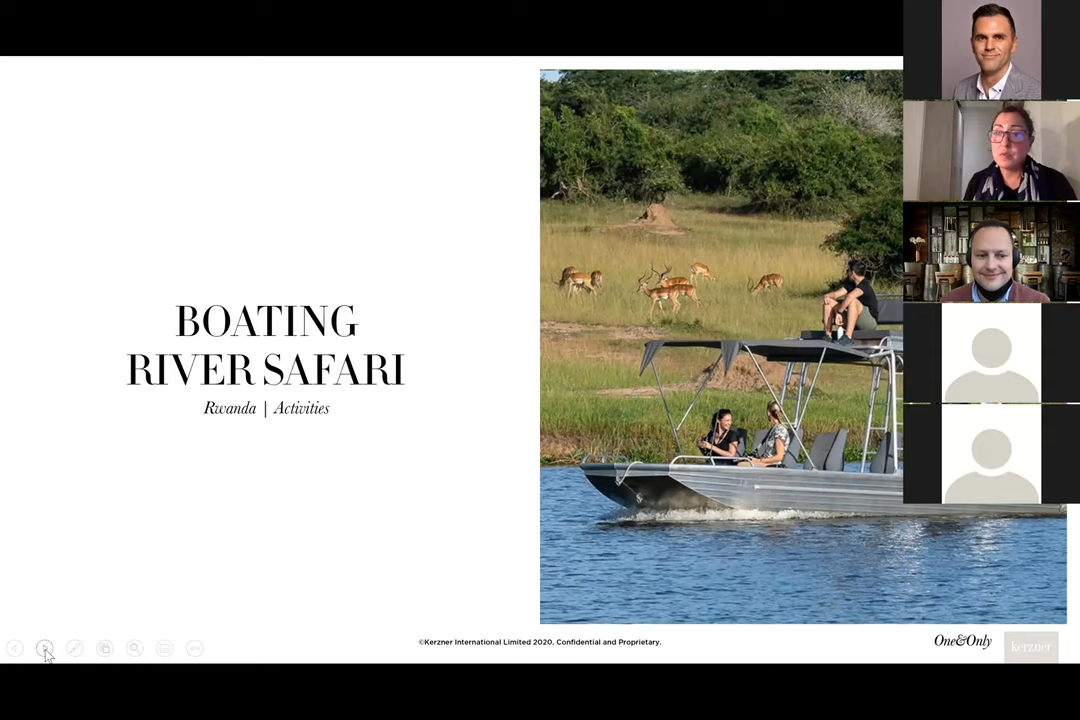 BOATING
RIVER SAFARI
Rwanda | Activities
©Kerzner International Limited 2020. Confidential and Proprietary.
One&Only
kerzner